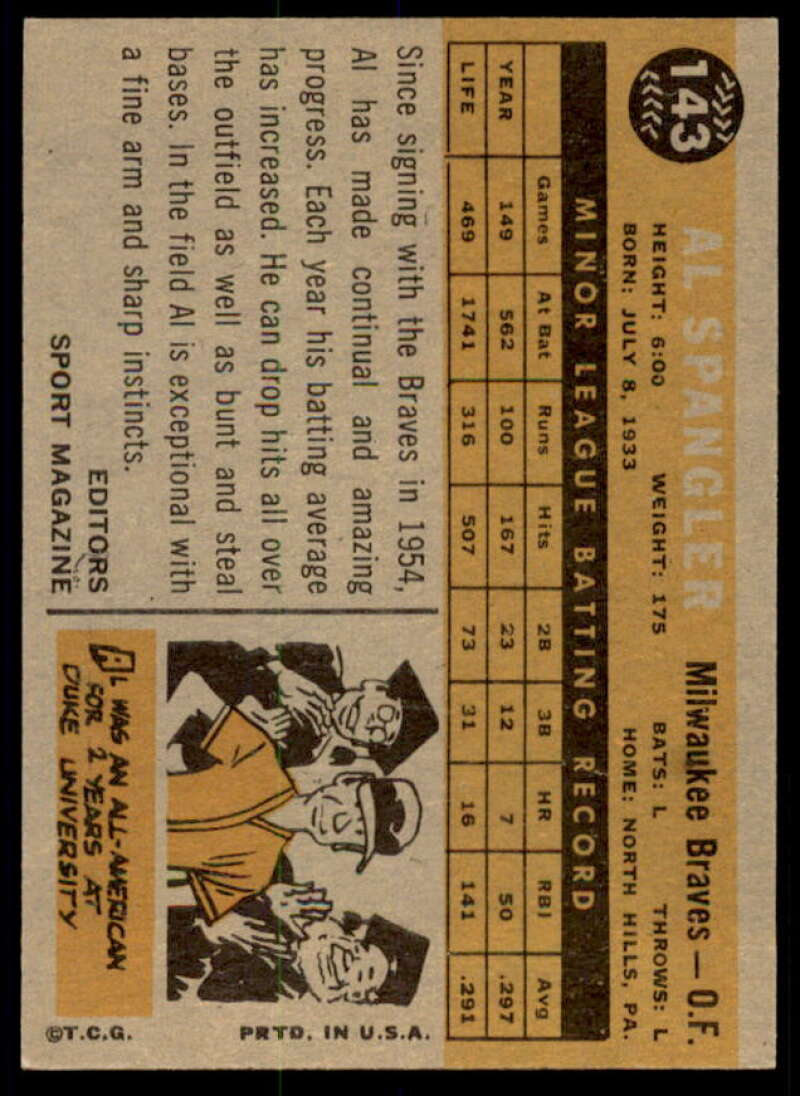 143
AL SPANGLER Milwaukee Braves — O.F.
HEIGHT: 6:00 WEIGHT: 175 BATS: L THROWS: L
BORN: JULY 8, 1933 HOME: NORTH HILLS, PA.
MINOR LEAGUE BATTING RECORD
Games At Bat Runs Hits 2B 3B HR RBI Avg
YEAR 149 562 100 167 23 12 7 50 .297
LIFE 469 1741 316 507 73 31 16 141 .291
Since signing with the Braves in 1954,
Al has made continual and amazing
progress. Each year his batting average
has increased. He can drop hits all over
the outfield as well as bunt and steal
bases. In the field Al is exceptional with
a fine arm and sharp instincts.
EDITORS
SPORT MAGAZINE
AL WAS AN ALL-AMERICAN
FOR 2 YEARS AT
DUKE UNIVERSITY
©T.C.G. PRTD. IN U.S.A.